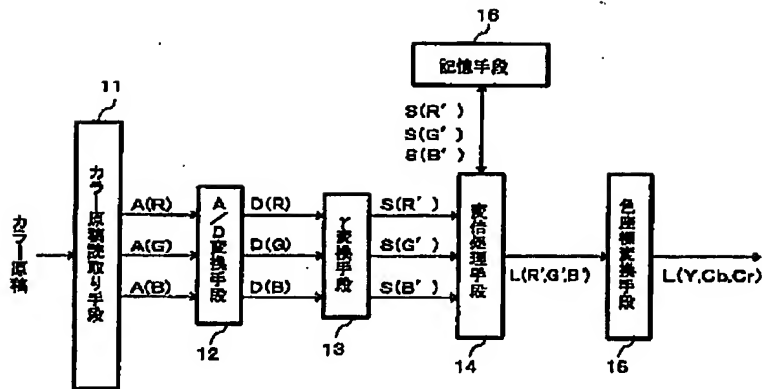 16
記憶手段
11
S(R')
S(G')
S(B')
カラー原稿
カラー原稿読取り手段
A(R)
A(G)
A(B)
A/D変換手段
12
D(R)
D(G)
D(B)
γ変換手段
13
S(R')
S(G')
S(B')
変倍処理手段
14
L(R',G',B')
色座標変換手段
15
L(Y,Cb,Cr)